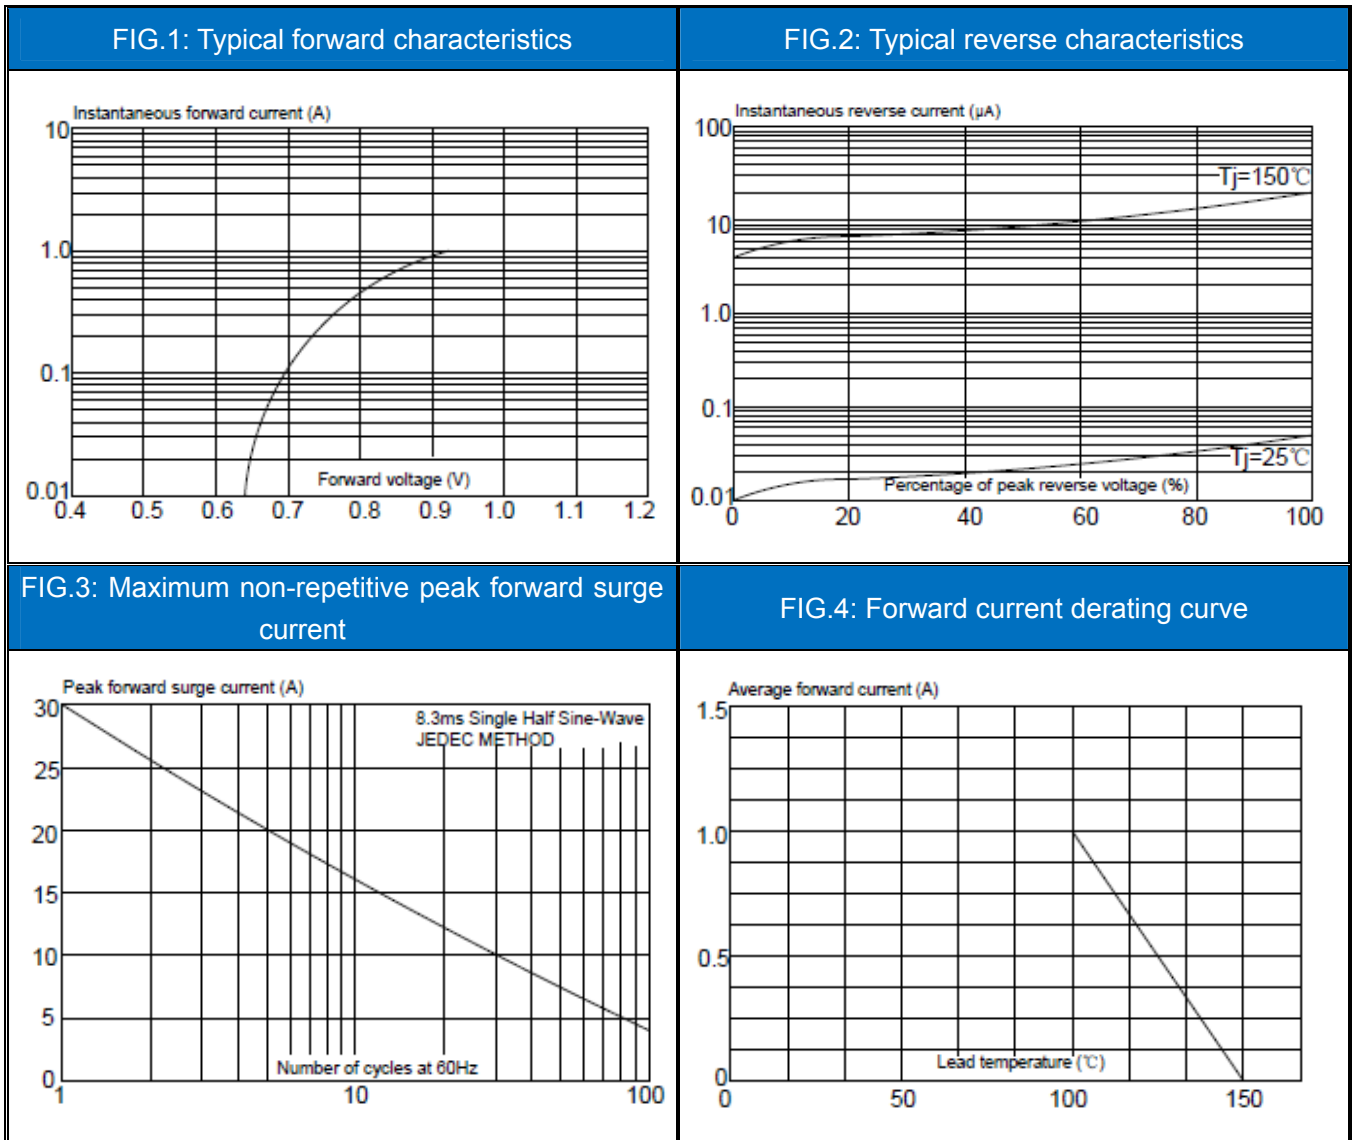 FIG.1: Typical forward characteristics
FIG.2: Typical reverse characteristics
Instantaneous forward current (A)
10
1.0
0.1
0.01
Forward voltage (V)
0.4 0.5 0.6 0.7 0.8 0.9 1.0 1.1 1.2
Instantaneous reverse current (μA)
100
Tj=150℃
10
1.0
0.1
Tj=25℃
0.01
Percentage of peak reverse voltage (%)
0 20 40 60 80 100
FIG.3: Maximum non-repetitive peak forward surge
current
FIG.4: Forward current derating curve
Peak forward surge current (A)
30
8.3ms Single Half Sine-Wave
JEDEC METHOD
25
20
15
10
5
0
Number of cycles at 60Hz
1 10 100
Average forward current (A)
1.5
1.0
0.5
Lead temperature (℃)
0
0 50 100 150